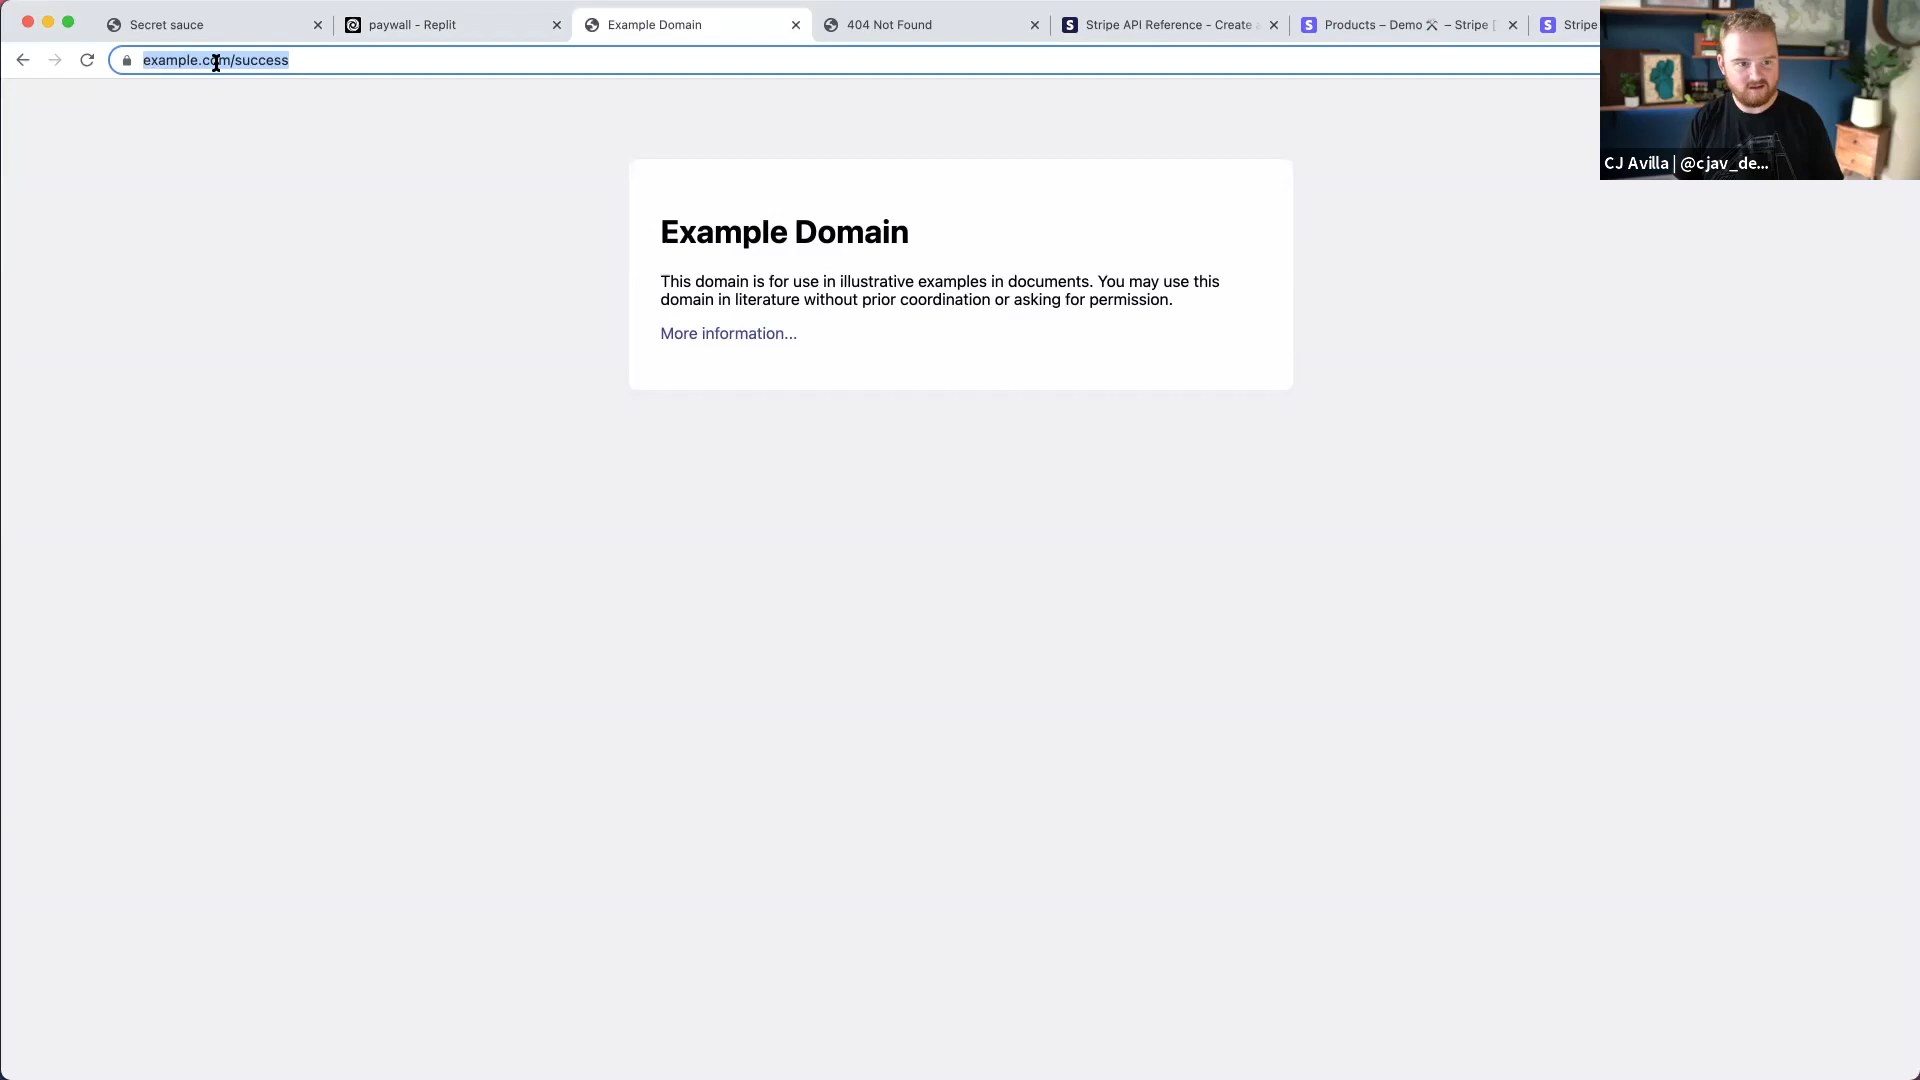 Secret sauce
paywall - Replit
Example Domain
404 Not Found
Stripe API Reference - Create
Products – Demo ⚒ – Stripe
Stripe
example.com/success
CJ Avilla | @cjav_de...
Example Domain
This domain is for use in illustrative examples in documents. You may use this
domain in literature without prior coordination or asking for permission.
More information...